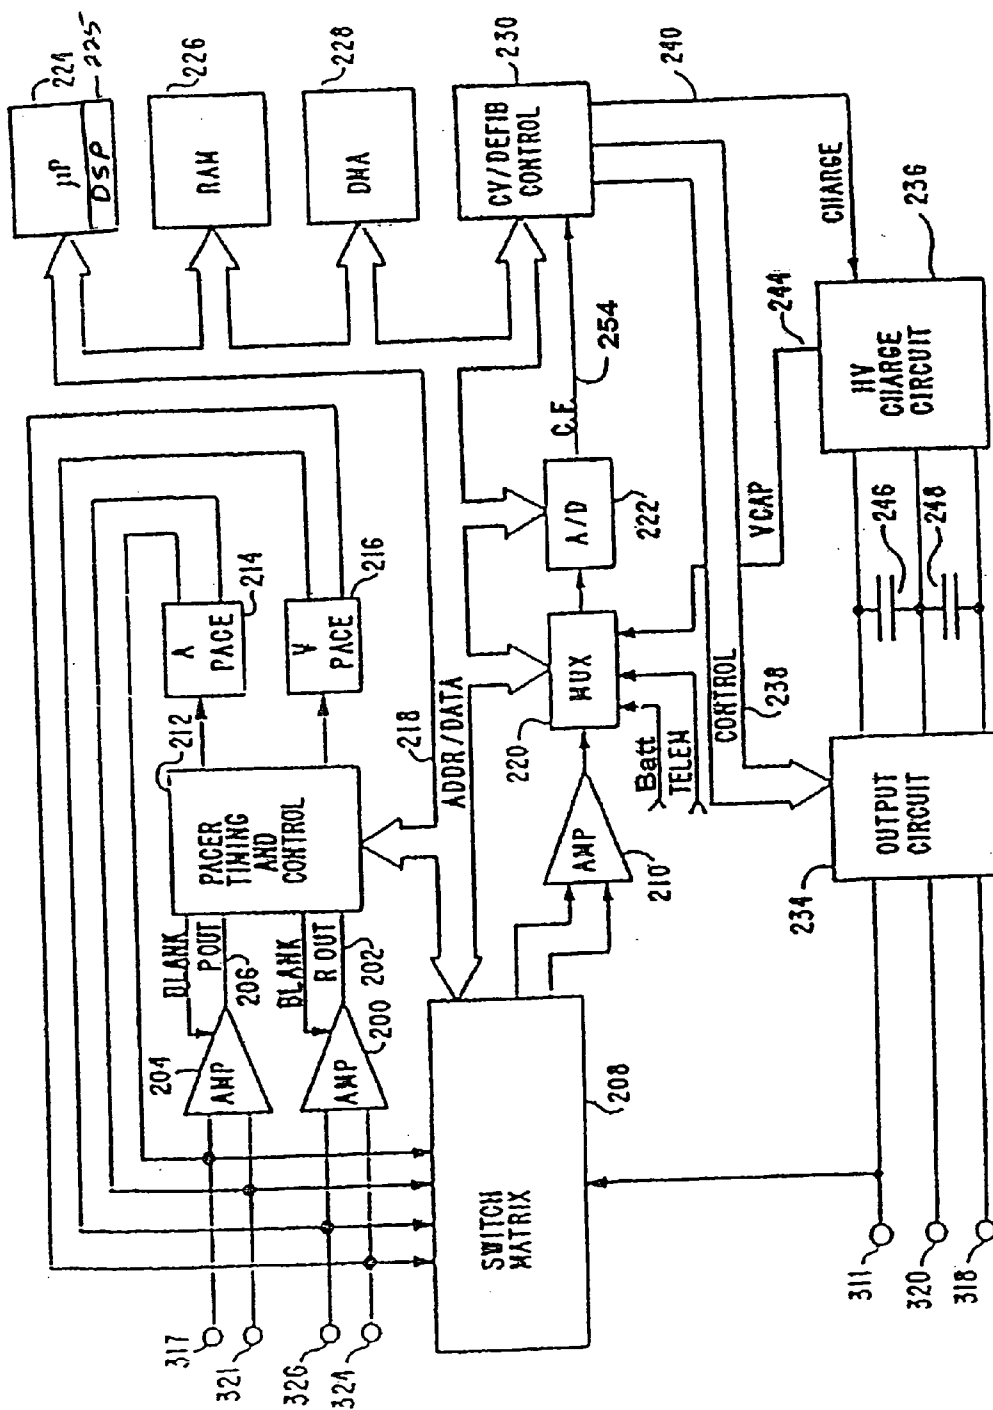 224
225
µP
DSP
226
RAM
228
DMA
230
CV/DEFIB
CONTROL
240
CHARGE
236
HV
CHARGE
CIRCUIT
244
VCAP
246
248
254
C.F.
A/D
222
MUX
220
Batt
TELEM
CONTROL
238
AMP
210
ADDR/DATA
218
A
PACE
214
V
PACE
216
212
PACER
TIMING
AND
CONTROL
BLANK
POUT
206
BLANK
R OUT
202
204
AMP
AMP
200
SWITCH
MATRIX
208
317
321
326
324
234
OUTPUT
CIRCUIT
311
320
318